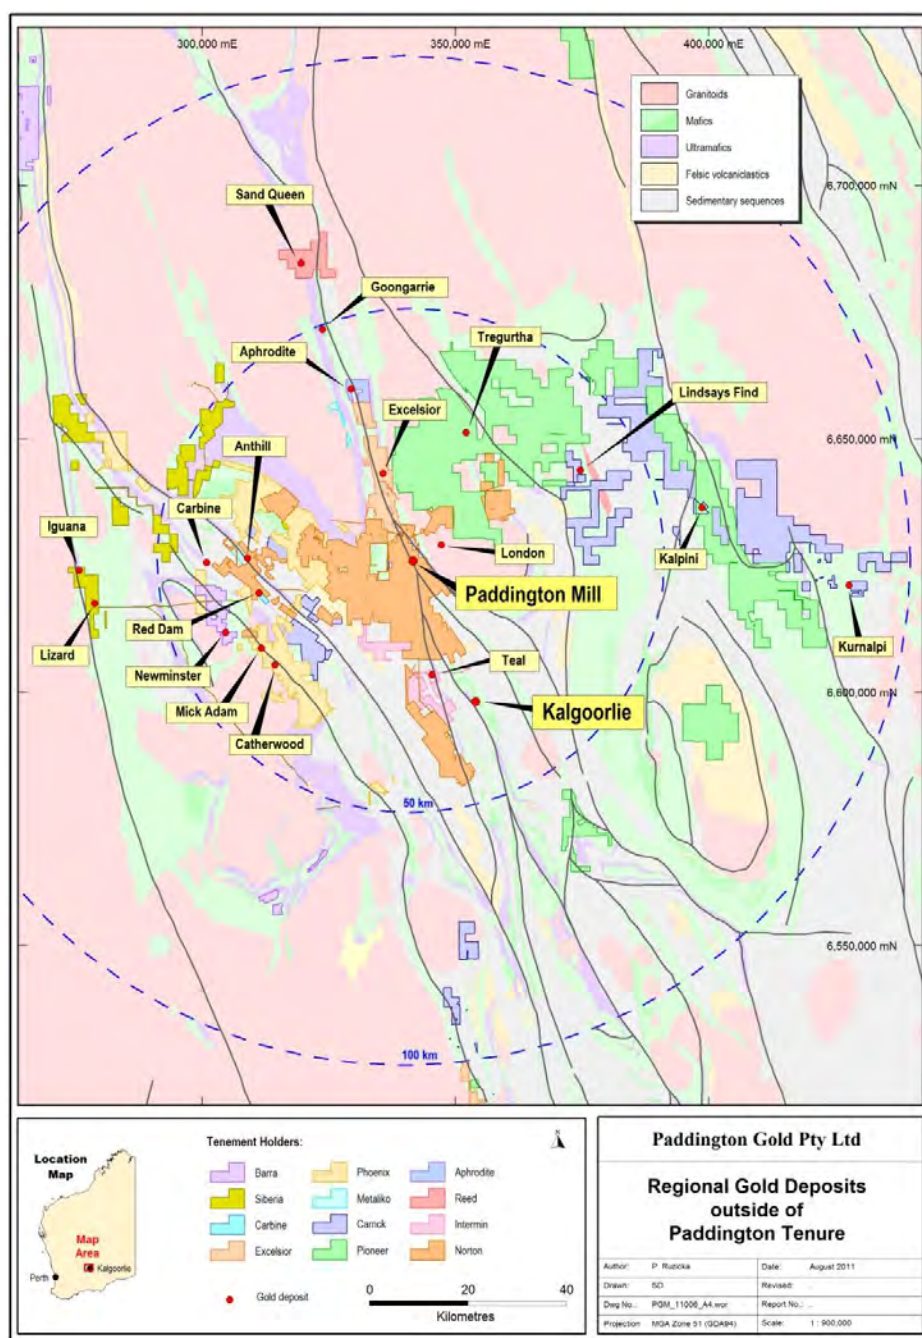 300,000 mE
350,000 mE
400,000 mE
Granitoids
Mafics
Ultramafics
Felsic volcaniclastics
Sedimentary sequences
6,700,000 mN
Sand Queen
Goongarrie
Tregurtha
Aphrodite
Lindsays Find
Excelsior
Anthill
6,650,000 mN
Carbine
Iguana
London
Kalpini
Paddington Mill
Red Dam
Kurnalpi
Lizard
Newminster
Teal
Mick Adam
6,600,000 mN
Kalgoorlie
Catherwood
50 km
6,550,000 mN
100 km
Location
Map
Map
Area
Kalgoorlie
Perth
Tenement Holders:
Barra
Phoenix
Aphrodite
Siberia
Metaliko
Reed
Carbine
Carrick
Intermin
Excelsior
Pioneer
Norton
Gold deposit
0 20 40
Kilometres
N
Paddington Gold Pty Ltd
Regional Gold Deposits
outside of
Paddington Tenure
Author: P. Ruzicka Date: August 2011
Drawn: SD Revised:
Dwg No.: PGM_11006_A4.wor Report No.:
Projection MGA Zone 51 (GDA94) Scale: 1 : 900,000